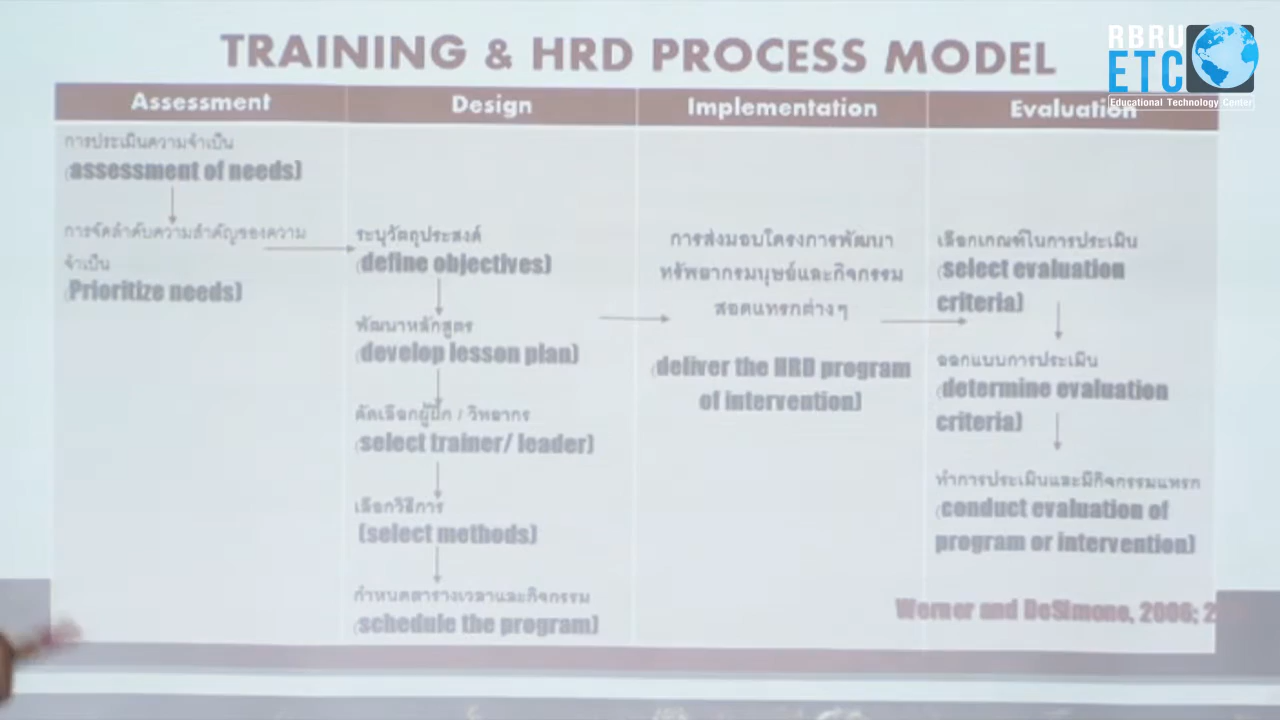 TRAINING & HRD PROCESS MODEL
RBRU
ETC
Educational Technology Center
Assessment
Design
Implementation
Evaluation
การประเมินความจำเป็น
(assessment of needs)
การจัดลำดับความสำคัญของความ
จำเป็น
(Prioritize needs)
ระบุวัตถุประสงค์
(define objectives)
พัฒนาหลักสูตร
(develop lesson plan)
คัดเลือกผู้ฝึก / วิทยากร
(select trainer/ leader)
เลือกวิธีการ
(select methods)
กำหนดตารางเวลาและกิจกรรม
(schedule the program)
การส่งมอบโครงการพัฒนา
ทรัพยากรมนุษย์และกิจกรรม
สอดแทรกต่างๆ
(deliver the HRD program
of intervention)
เลือกเกณฑ์ในการประเมิน
(select evaluation
criteria)
ออกแบบการประเมิน
(determine evaluation
criteria)
ทำการประเมินและมีกิจกรรมแทรก
(conduct evaluation of
program or intervention)
Werner and DeSimone, 2006; 2